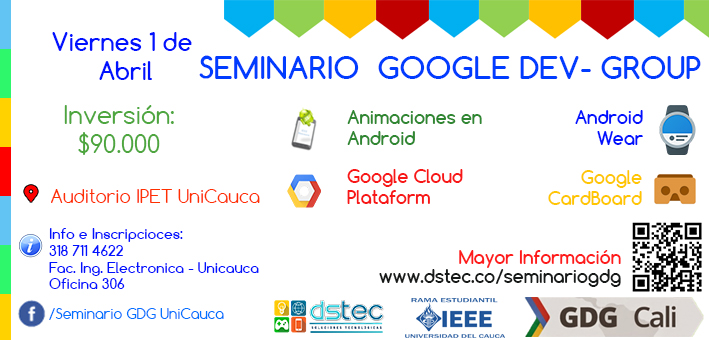 Viernes 1 de
Abril
SEMINARIO GOOGLE DEV- GROUP
Inversión:
$90.000
Animaciones en
Android
Android
Wear
Google Cloud
Plataform
Google
CardBoard
Auditorio IPET UniCauca
Info e Inscripcioces:
318 711 4622
Fac. Ing. Electronica - Unicauca
Oficina 306
Mayor Información
www.dstec.co/seminariogdg
/Seminario GDG UniCauca
dstec
SOLUCIONES TECNOLÓGICAS
RAMA ESTUDIANTIL
IEEE
UNIVERSIDAD DEL CAUCA
GDG Cali